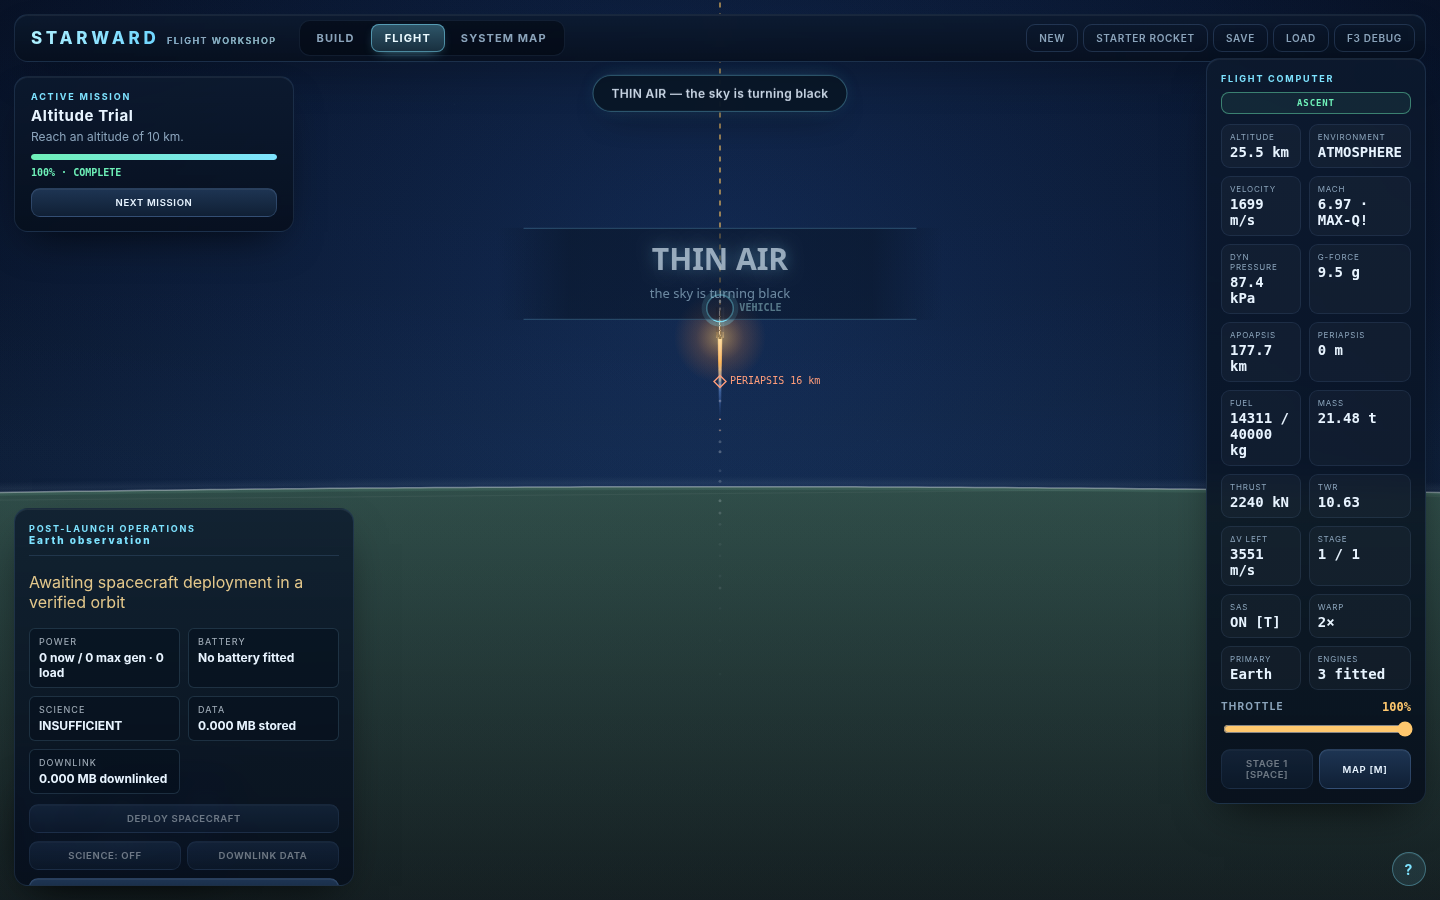 STARWARD FLIGHT WORKSHOP
BUILD FLIGHT SYSTEM MAP
NEW STARTER ROCKET SAVE LOAD F3 DEBUG
ACTIVE MISSION
Altitude Trial
Reach an altitude of 10 km.
100% · COMPLETE
NEXT MISSION
THIN AIR — the sky is turning black
THIN AIR
the sky is turning black
VEHICLE
PERIAPSIS 16 km
POST-LAUNCH OPERATIONS
Earth observation
Awaiting spacecraft deployment in a
verified orbit
POWER
0 now / 0 max gen · 0
load
BATTERY
No battery fitted
SCIENCE
INSUFFICIENT
DATA
0.000 MB stored
DOWNLINK
0.000 MB downlinked
DEPLOY SPACECRAFT
SCIENCE: OFF
DOWNLINK DATA
FLIGHT COMPUTER
ASCENT
ALTITUDE
25.5 km
ENVIRONMENT
ATMOSPHERE
VELOCITY
1699
m/s
MACH
6.97 ·
MAX-Q!
DYN
PRESSURE
87.4
kPa
G-FORCE
9.5 g
APOAPSIS
177.7
km
PERIAPSIS
0 m
FUEL
14311 /
40000
kg
MASS
21.48 t
THRUST
2240 kN
TWR
10.63
ΔV LEFT
3551
m/s
STAGE
1 / 1
SAS
ON [T]
WARP
2×
PRIMARY
Earth
ENGINES
3 fitted
THROTTLE 100%
STAGE 1
[SPACE]
MAP [M]
?